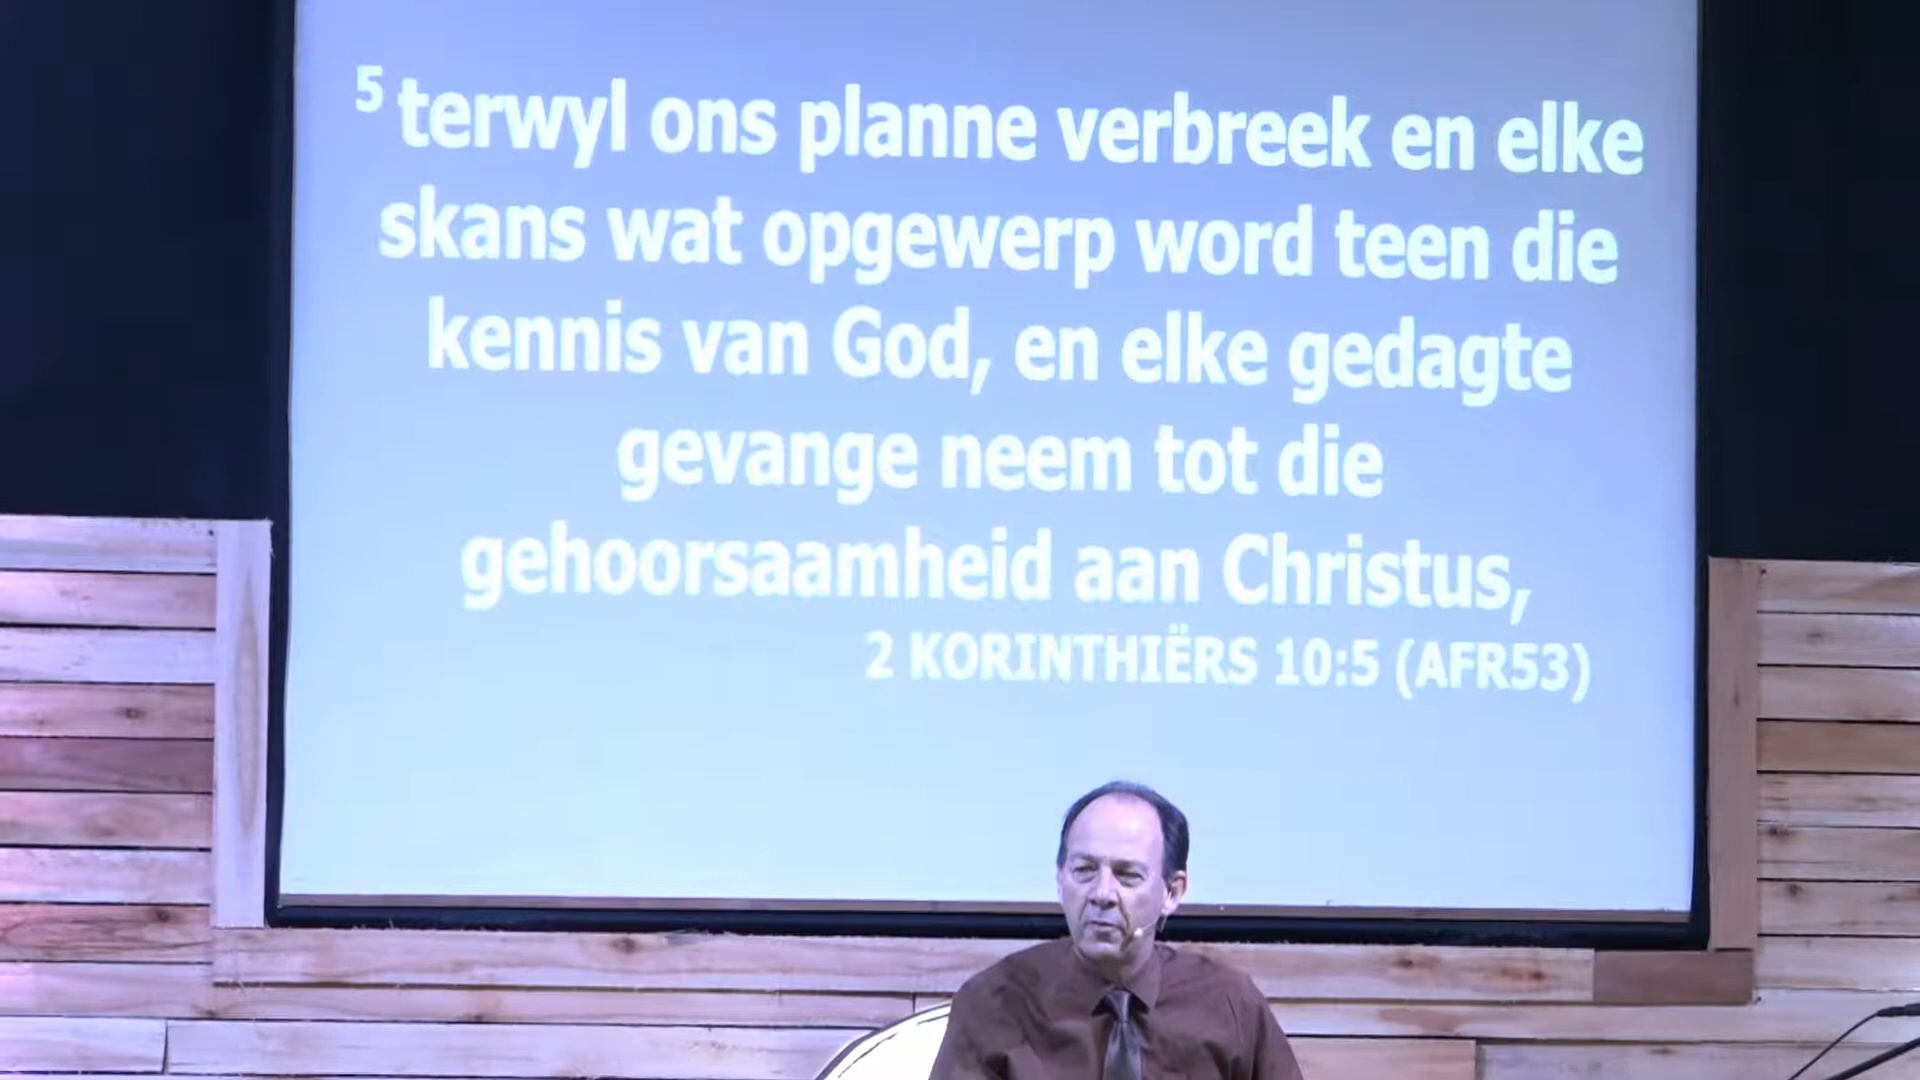 5 terwyl ons planne verbreek en elke
skans wat opgewerp word teen die
kennis van God, en elke gedagte
gevange neem tot die
gehoorsaamheid aan Christus,
2 KORINTHIËRS 10:5 (AFR53)